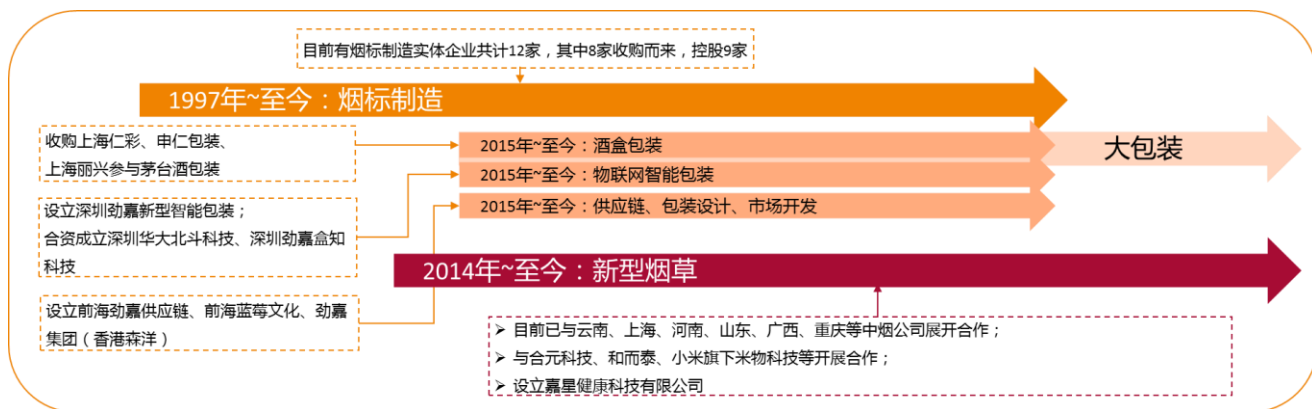 目前有烟标制造实体企业共计12家，其中8家收购而来，控股9家
1997年~至今：烟标制造
收购上海仁彩、申仁包装、
上海丽兴参与茅台酒包装
2015年~至今：酒盒包装
大包装
2015年~至今：物联网智能包装
设立深圳劲嘉新型智能包装；
合资成立深圳华大北斗科技、深圳劲嘉盒知
科技
2015年~至今：供应链、包装设计、市场开发
2014年~至今：新型烟草
设立前海劲嘉供应链、前海蓝莓文化、劲嘉
集团（香港森洋）
➢ 目前已与云南、上海、河南、山东、广西、重庆等中烟公司展开合作；
➢ 与合元科技、和而泰、小米旗下米物科技等开展合作；
➢ 设立嘉星健康科技有限公司